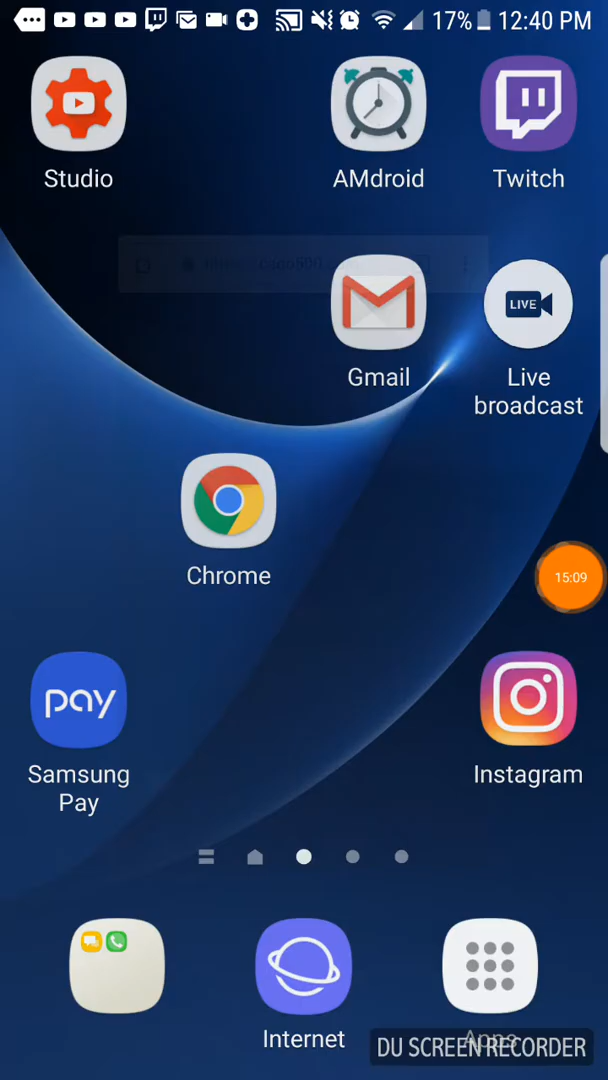 17% 12:40 PM
Studio
AMdroid
Twitch
LIVE
Gmail
Live
broadcast
Chrome
15:09
pay
Samsung
Pay
Instagram
Internet
Apps
DU SCREEN RECORDER